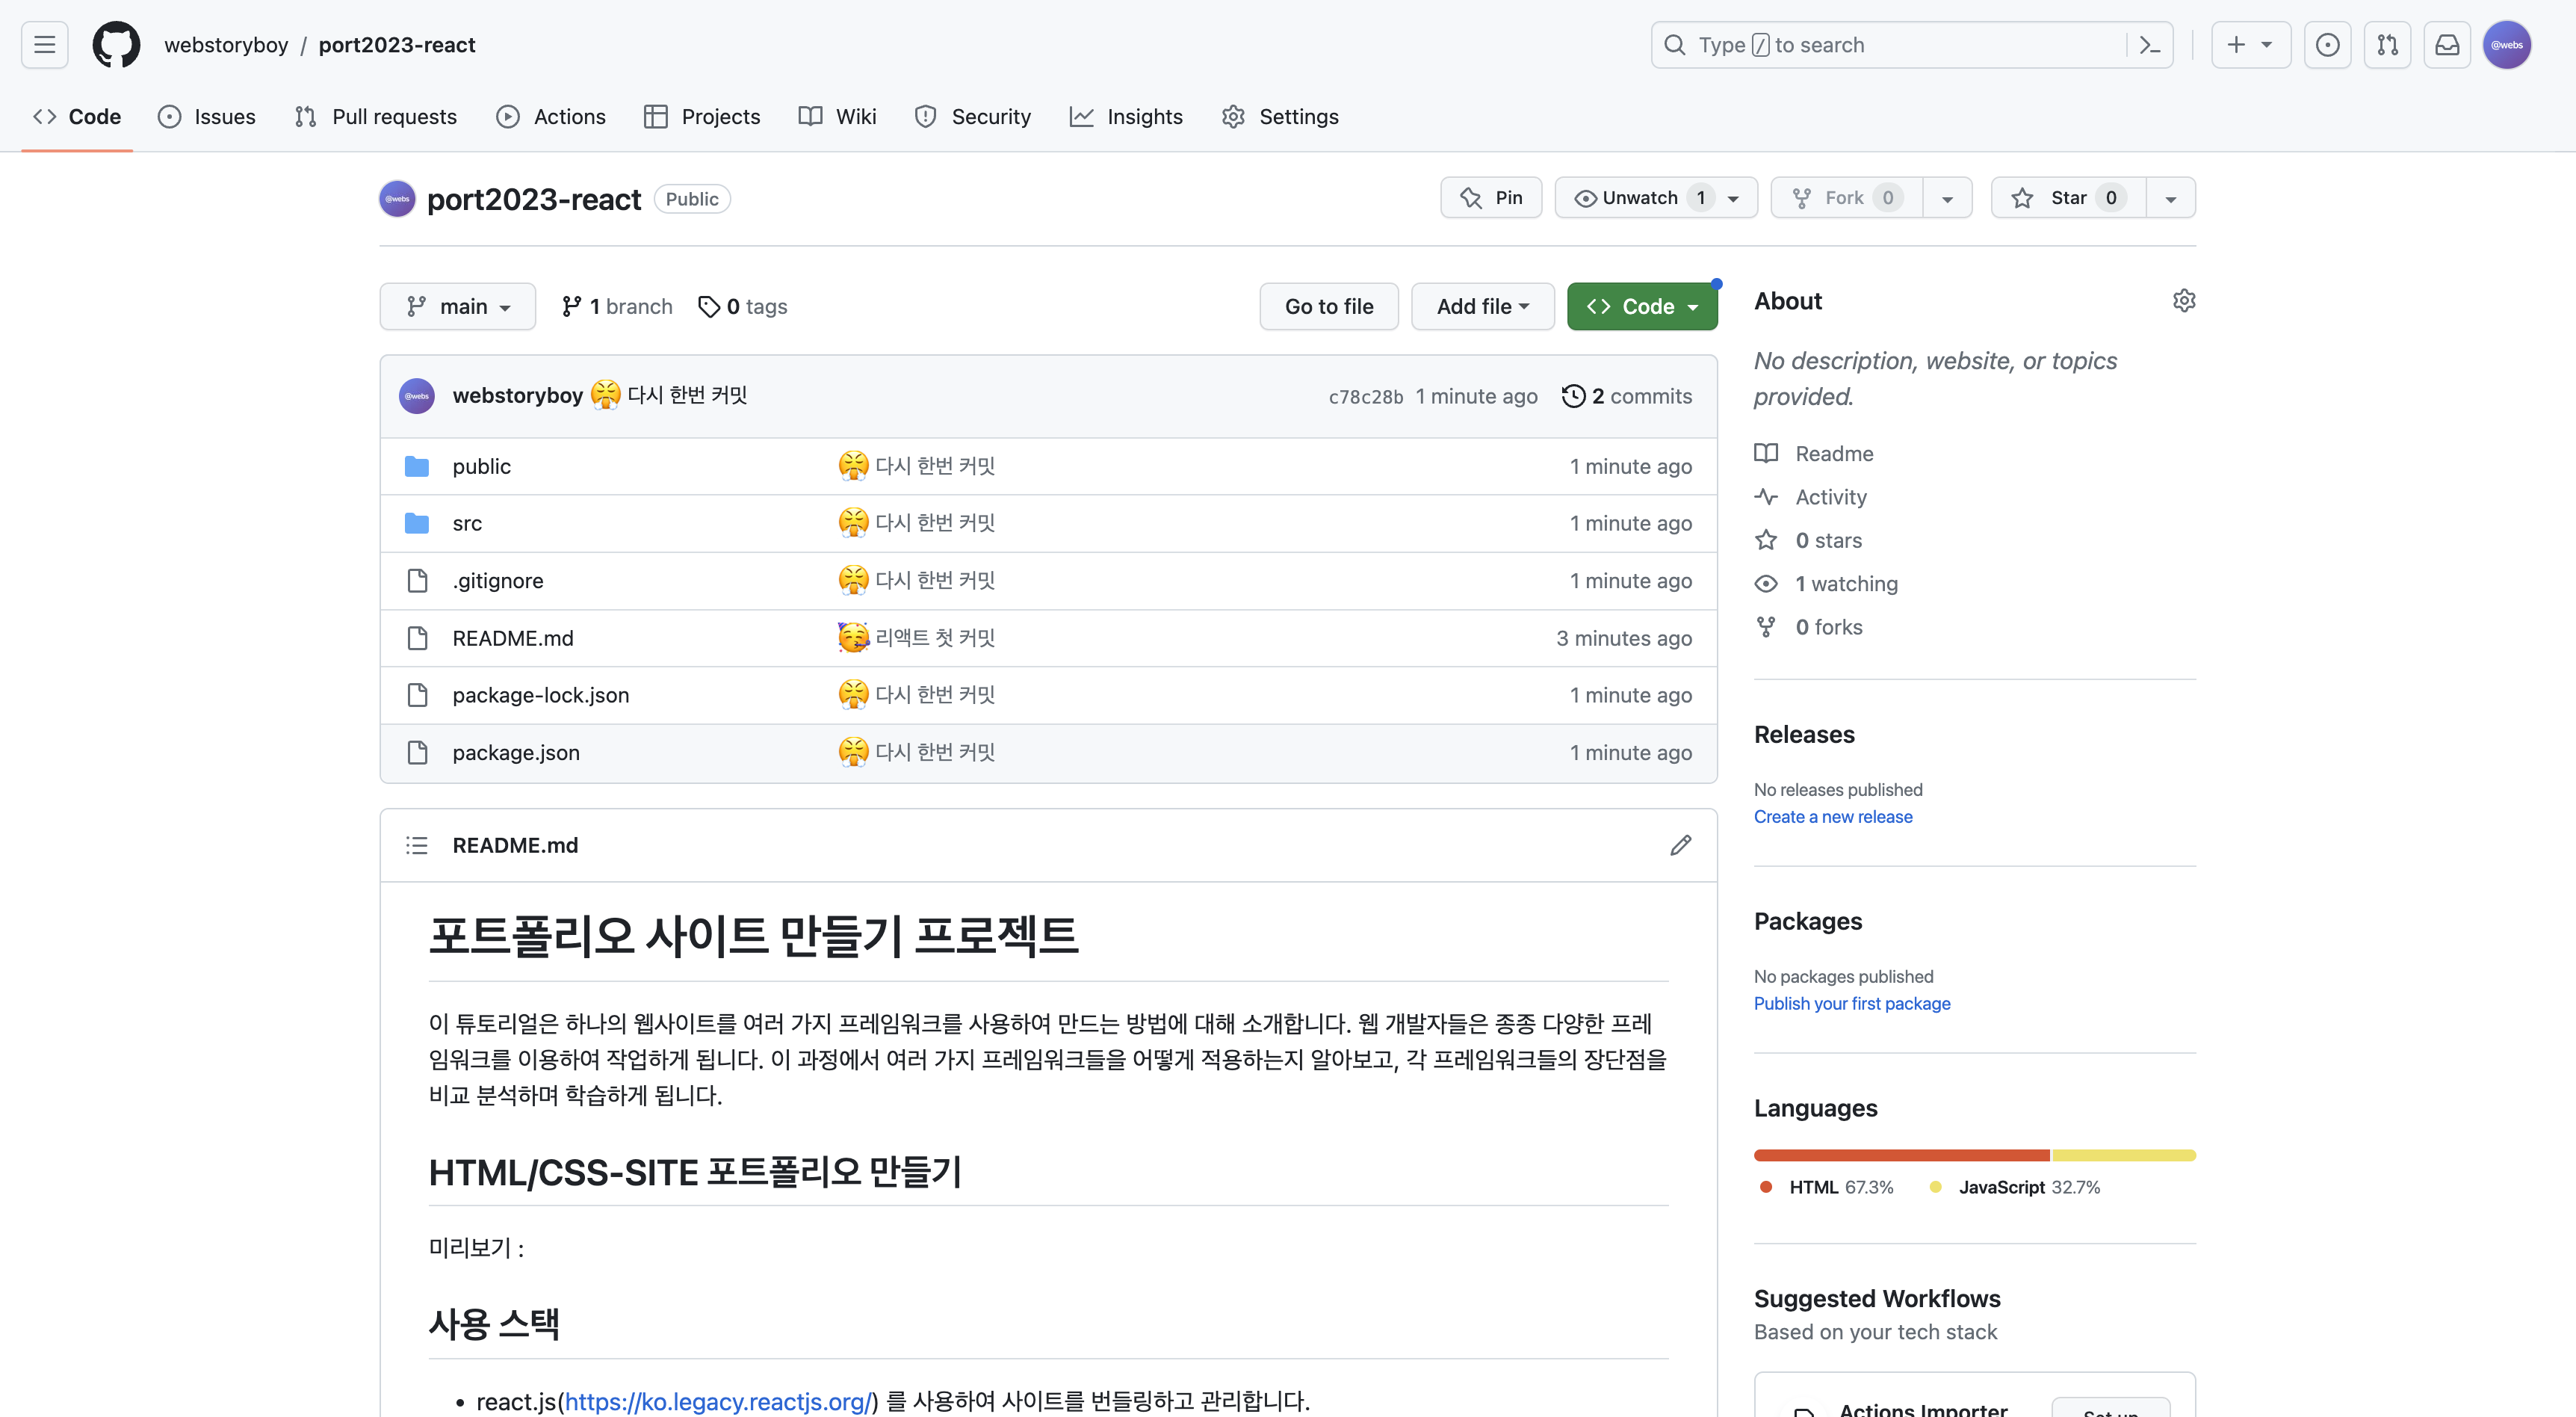 webstoryboy / port2023-react
Type / to search
@webs
Code
Issues
Pull requests
Actions
Projects
Wiki
Security
Insights
Settings
@webs
port2023-react
Public
Pin
Unwatch 1
Fork 0
Star 0
main
1 branch
0 tags
Go to file
Add file
Code
@webs
webstoryboy 😤 다시 한번 커밋
c78c28b 1 minute ago
2 commits
public 😤 다시 한번 커밋 1 minute ago
src 😤 다시 한번 커밋 1 minute ago
.gitignore 😤 다시 한번 커밋 1 minute ago
README.md 🥳 리액트 첫 커밋 3 minutes ago
package-lock.json 😤 다시 한번 커밋 1 minute ago
package.json 😤 다시 한번 커밋 1 minute ago
README.md
포트폴리오 사이트 만들기 프로젝트
이 튜토리얼은 하나의 웹사이트를 여러 가지 프레임워크를 사용하여 만드는 방법에 대해 소개합니다. 웹 개발자들은 종종 다양한 프레
임워크를 이용하여 작업하게 됩니다. 이 과정에서 여러 가지 프레임워크들을 어떻게 적용하는지 알아보고, 각 프레임워크들의 장단점을
비교 분석하며 학습하게 됩니다.
HTML/CSS-SITE 포트폴리오 만들기
미리보기 :
사용 스택
• react.js(https://ko.legacy.reactjs.org/) 를 사용하여 사이트를 번들링하고 관리합니다.
About
No description, website, or topics
provided.
Readme
Activity
0 stars
1 watching
0 forks
Releases
No releases published
Create a new release
Packages
No packages published
Publish your first package
Languages
HTML 67.3%
JavaScript 32.7%
Suggested Workflows
Based on your tech stack
Actions Importer
Set up